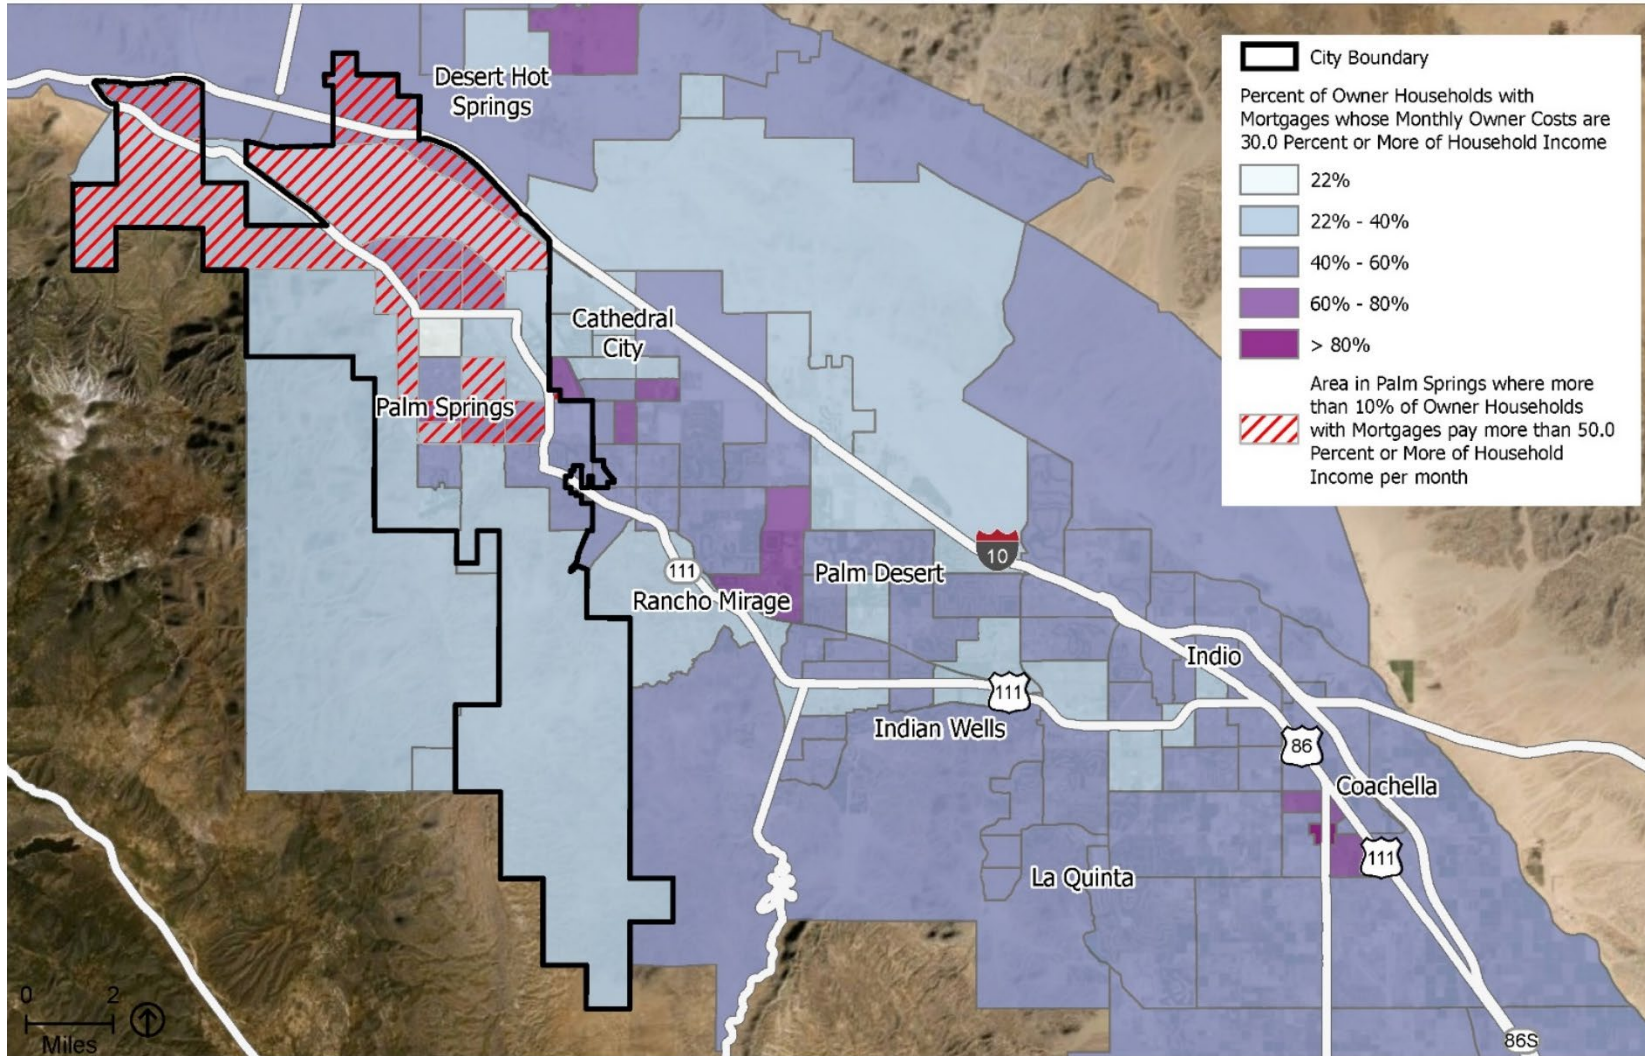 City Boundary
Percent of Owner Households with
Mortgages whose Monthly Owner Costs are
30.0 Percent or More of Household Income
22%
22% - 40%
40% - 60%
60% - 80%
> 80%
Area in Palm Springs where more
than 10% of Owner Households
with Mortgages pay more than 50.0
Percent or More of Household
Income per month
Desert Hot
Springs
Cathedral
City
Palm Springs
10
111
Palm Desert
Rancho Mirage
Indio
111
Indian Wells
86
Coachella
111
La Quinta
0 2
Miles
86S